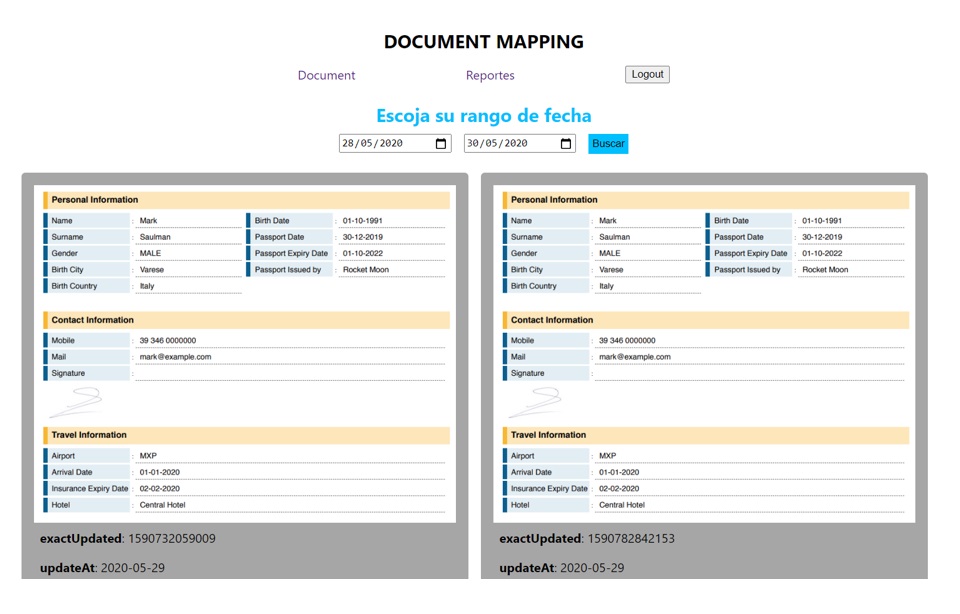 DOCUMENT MAPPING
Document Reportes Logout
Escoja su rango de fecha
28/05/2020 30/05/2020 Buscar
Personal Information
Name : Mark Birth Date : 01-10-1991
Surname : Saulman Passport Date : 30-12-2019
Gender : MALE Passport Expiry Date : 01-10-2022
Birth City : Varese Passport Issued by : Rocket Moon
Birth Country : Italy
Contact Information
Mobile : 39 346 0000000
Mail : mark@example.com
Signature :
Travel Information
Airport : MXP
Arrival Date : 01-01-2020
Insurance Expiry Date : 02-02-2020
Hotel : Central Hotel
exactUpdated: 1590732059009
updateAt: 2020-05-29
Personal Information
Name : Mark Birth Date : 01-10-1991
Surname : Saulman Passport Date : 30-12-2019
Gender : MALE Passport Expiry Date : 01-10-2022
Birth City : Varese Passport Issued by : Rocket Moon
Birth Country : Italy
Contact Information
Mobile : 39 346 0000000
Mail : mark@example.com
Signature :
Travel Information
Airport : MXP
Arrival Date : 01-01-2020
Insurance Expiry Date : 02-02-2020
Hotel : Central Hotel
exactUpdated: 1590782842153
updateAt: 2020-05-29